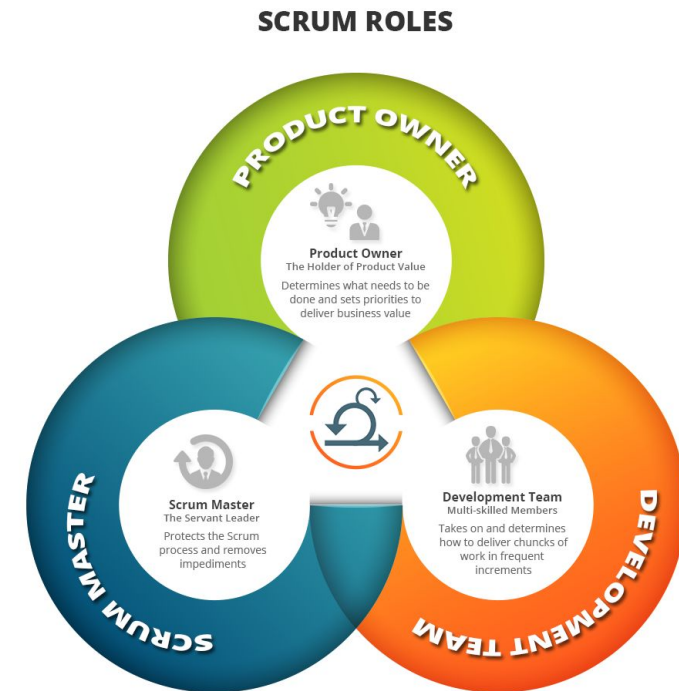 SCRUM ROLES
PRODUCT OWNER
Product Owner
The Holder of Product Value
Determines what needs to be
done and sets priorities to
deliver business value
SCRUM MASTER
Scrum Master
The Servant Leader
Protects the Scrum
process and removes
impediments
Development Team
Multi-skilled Members
Takes on and determines
how to deliver chuncks of
work in frequent
increments
DEVELOPMENT TEAM